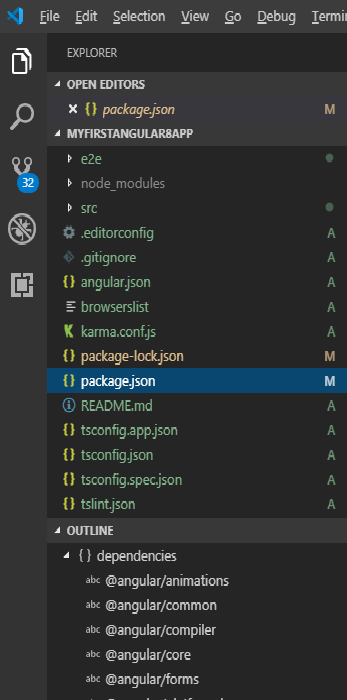 File Edit Selection View Go Debug Termin
EXPLORER
OPEN EDITORS
{ } package.json M
MYFIRSTANGULAR8APP
e2e
node_modules
src
.editorconfig A
.gitignore A
{ } angular.json A
browserslist A
karma.conf.js A
{ } package-lock.json M
{ } package.json M
README.md A
{ } tsconfig.app.json A
{ } tsconfig.json A
{ } tsconfig.spec.json A
{ } tslint.json A
32
OUTLINE
{ } dependencies
abc @angular/animations
abc @angular/common
abc @angular/compiler
abc @angular/core
abc @angular/forms